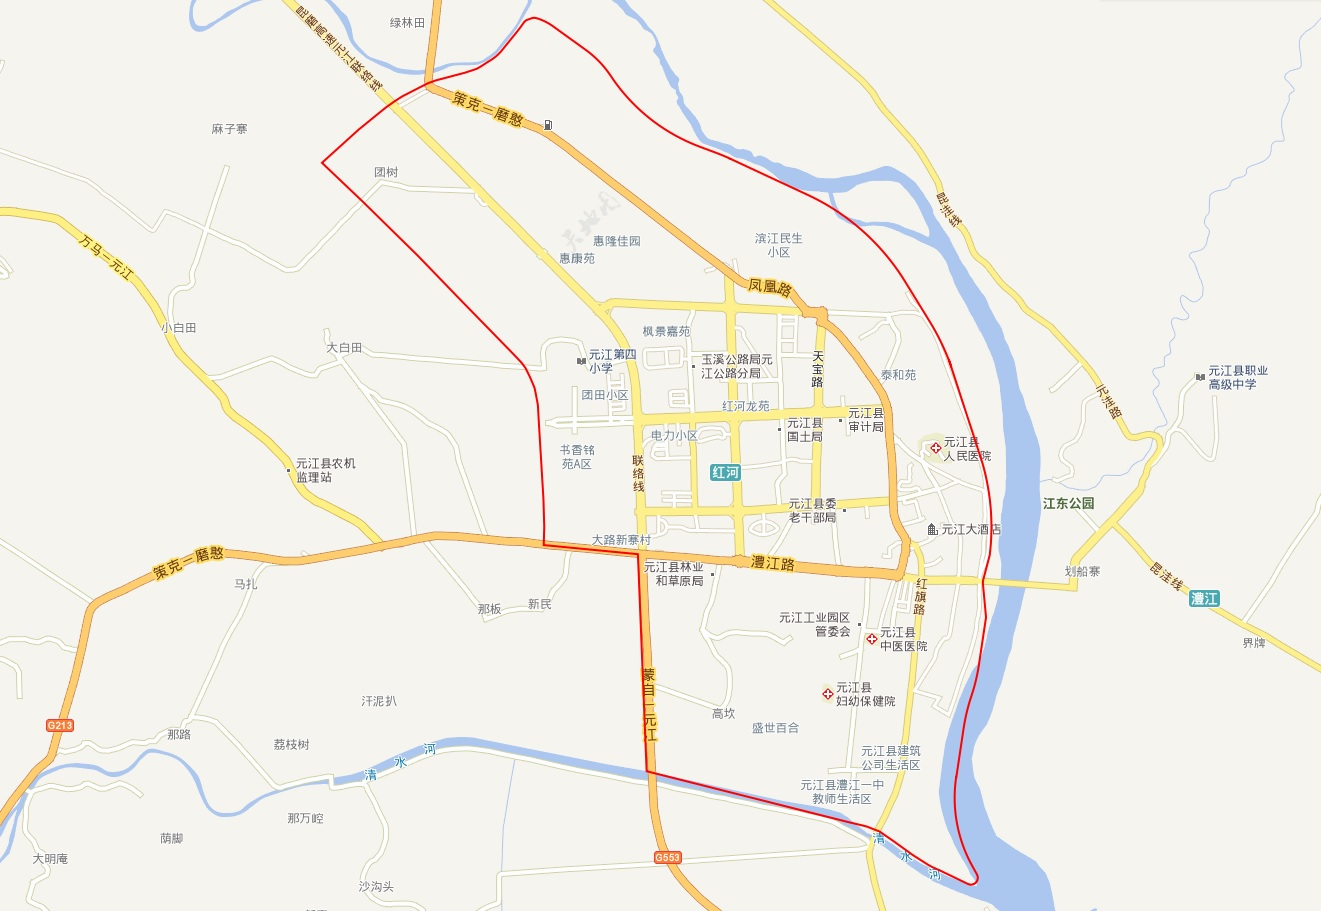 绿林田
昆磨高速元江联络线
策克一磨憨
麻子寨
团树
天地图
惠隆佳园
惠康苑
滨江民生
小区
昆洼线
万马一元江
凤凰路
小白田
大白田
枫景嘉苑
元江第四
小学
玉溪公路局元
江公路分局
天宝路
泰和苑
元江县职业
高级中学
元洼路
团田小区
红河龙苑
元江县
国土局
元江县
审计局
电力小区
书香铭
苑A区
联络线
红河
元江县
人民医院
元江县农机
监理站
元江县委
老干部局
江东公园
元江大酒店
大路新寨村
策克一磨憨
元江县林业
和草原局
澧江路
红旗路
划船寨
昆洼线
澧江
马扎
那板
新民
元江工业园区
管委会
元江县
中医医院
界牌
蒙自一元江
元江县
妇幼保健院
汗泥扒
高坎
盛世百合
G213
那路
荔枝树
清水河
元江县建筑
公司生活区
元江县澧江一中
教师生活区
那万崆
荫脚
大明庵
G553
清水河
沙沟头